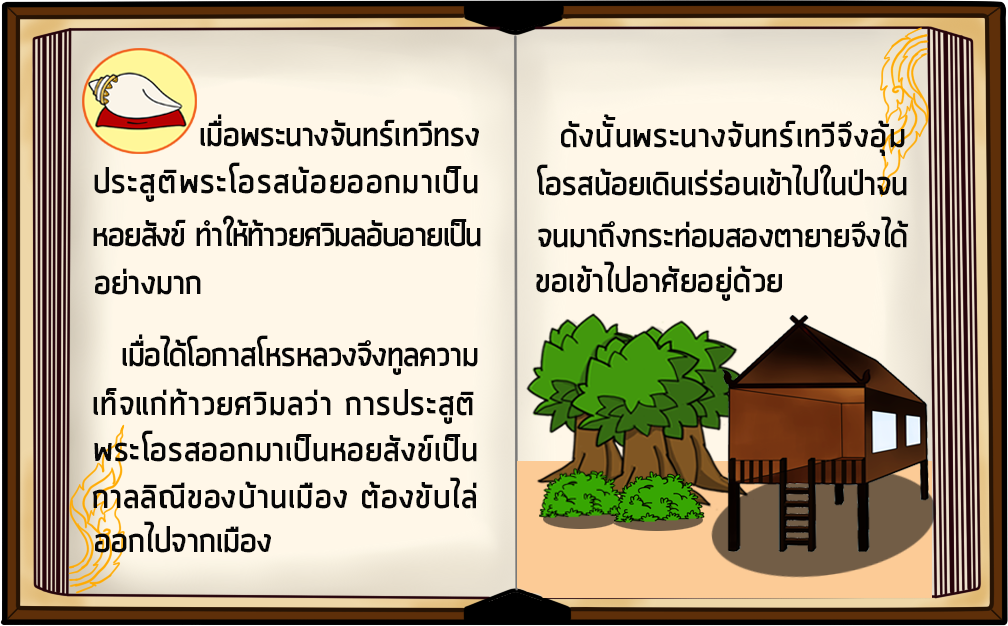 เมื่อพระนางจันทร์เทวีทรง
ประสูติพระโอรสน้อยออกมาเป็น
หอยสังข์ ทำให้ท้าวยศวิมลอับอายเป็น
อย่างมาก
เมื่อได้โอกาสโหรหลวงจึงทูลความ
เท็จแก่ท้าวยศวิมลว่า การประสูติ
พระโอรสออกมาเป็นหอยสังข์เป็น
กาลลิณีของบ้านเมือง ต้องขับไล่
ออกไปจากเมือง
ดังนั้นพระนางจันทร์เทวีจึงอุ้ม
โอรสน้อยเดินเร่ร่อนเข้าไปในป่าจน
จนมาถึงกระท่อมสองตายายจึงได้
ขอเข้าไปอาศัยอยู่ด้วย